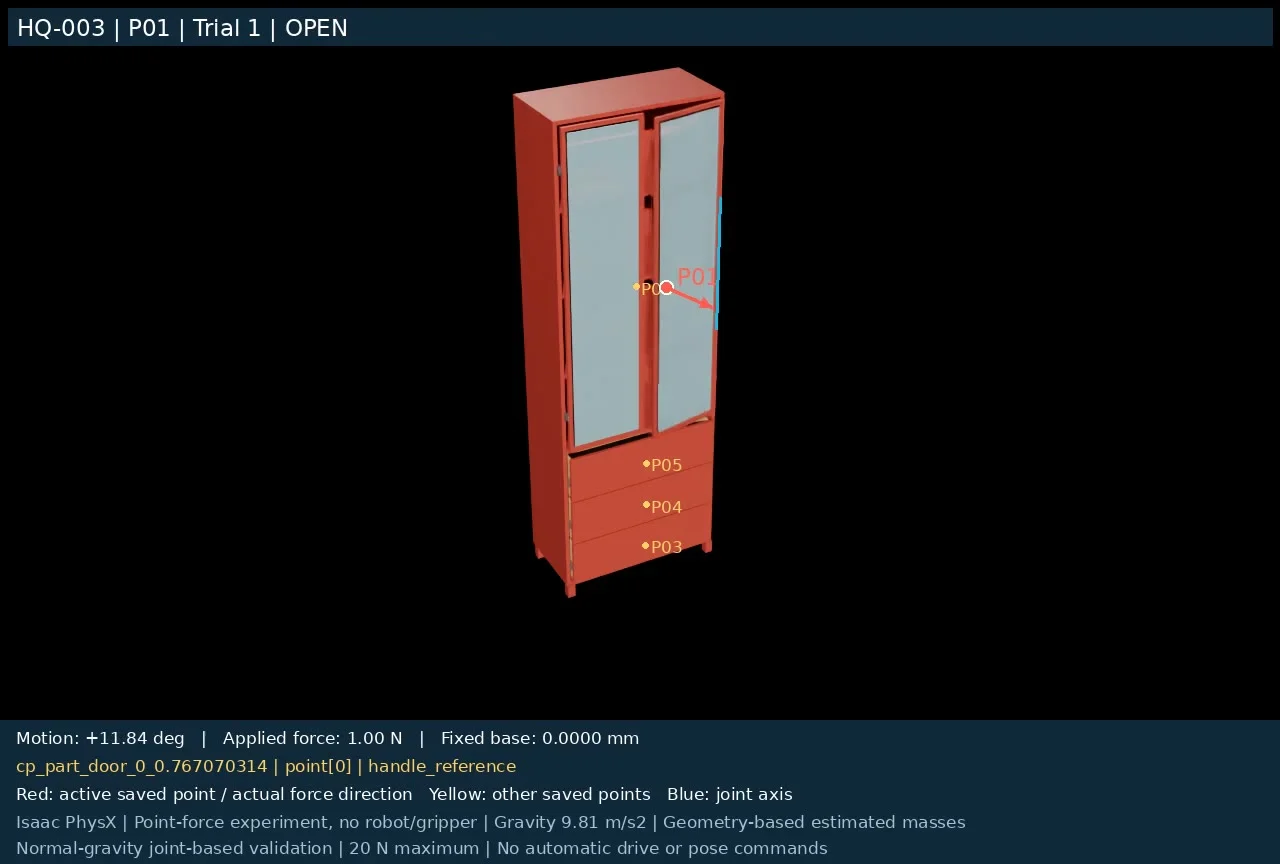 HQ-003 | P01 | Trial 1 | OPEN
P01
P0
P05
P04
P03
Motion: +11.84 deg | Applied force: 1.00 N | Fixed base: 0.0000 mm
cp_part_door_0_0.767070314 | point[0] | handle_reference
Red: active saved point / actual force direction Yellow: other saved points Blue: joint axis
Isaac PhysX | Point-force experiment, no robot/gripper | Gravity 9.81 m/s2 | Geometry-based estimated masses
Normal-gravity joint-based validation | 20 N maximum | No automatic drive or pose commands